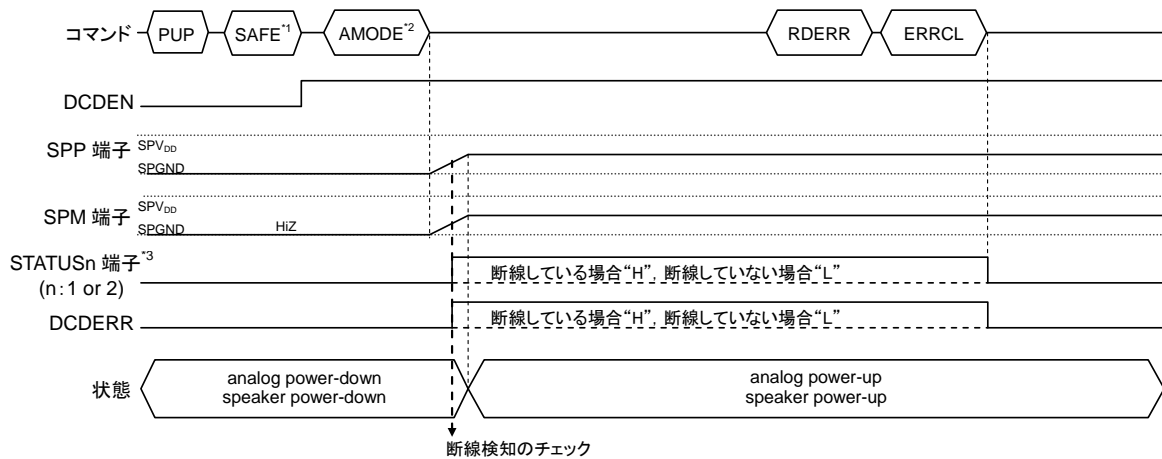 コマンド PUP SAFE*1 AMODE*2 RDERR ERRCL
DCDEN
SPP 端子 SPVDD
SPGND
SPM 端子 SPVDD
SPGND HiZ
STATUSn 端子*3
(n：1 or 2)
断線している場合“H”，断線していない場合“L”
DCDERR 断線している場合“H”，断線していない場合“L”
状態
analog power-down
speaker power-down
analog power-up
speaker power-up
断線検知のチェック